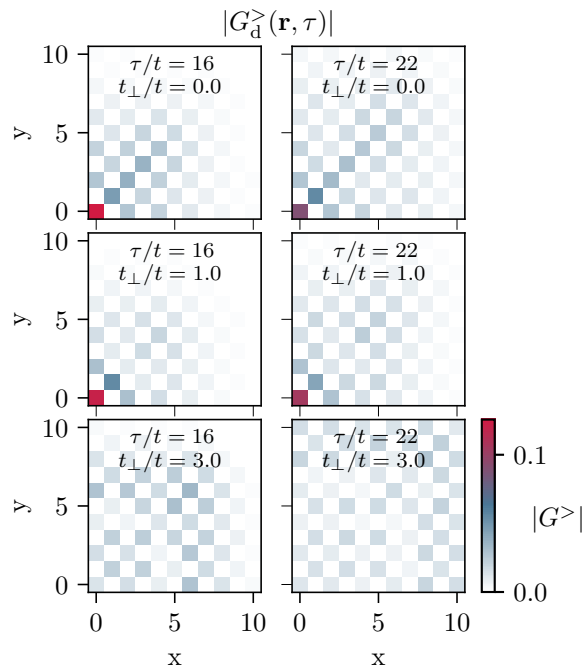 |G_d^>(r, τ)|
τ/t = 16
t⊥/t = 0.0
τ/t = 22
t⊥/t = 0.0
y
10
5
0
τ/t = 16
t⊥/t = 1.0
τ/t = 22
t⊥/t = 1.0
y
10
5
0
τ/t = 16
t⊥/t = 3.0
τ/t = 22
t⊥/t = 3.0
y
10
5
0
0 5 10
0 5 10
x
x
0.1
0.0
|G^>|